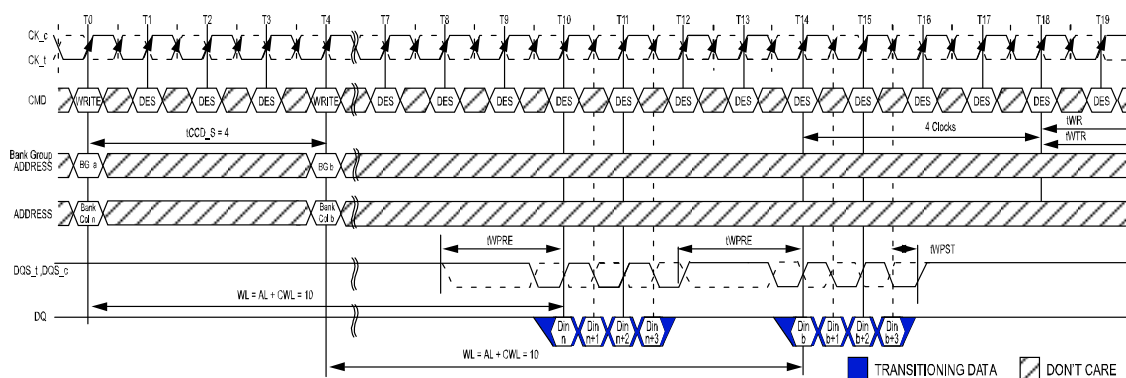 T0 T1 T2 T3 T4 T7 T8 T9 T10 T11 T12 T13 T14 T15 T16 T17 T18 T19
CK_c
CK_t
CMD WRITE DES DES DES WRITE DES DES DES DES DES DES DES DES DES DES DES DES DES
tCCD_S = 4 4 Clocks tWR
tWTR
Bank Group
ADDRESS BG a BG b
ADDRESS Bank Col n Bank Col b
tWPRE tWPRE tWPST
DQS_t ,DQS_c
WL = AL + CWL = 10
DQ Din n Din n+1 Din n+2 Din n+3 Din b Din b+1 Din b+2 Din b+3
WL = AL + CWL = 10
TRANSITIONING DATA DON'T CARE